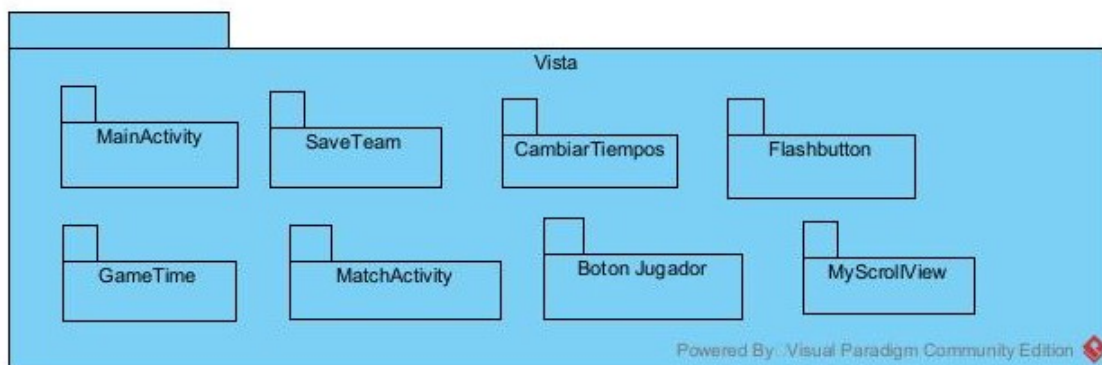 Vista
MainActivity
SaveTeam
CambiarTiempos
Flashbutton
GameTime
MatchActivity
Boton Jugador
MyScrollView
Powered By Visual Paradigm Community Edition